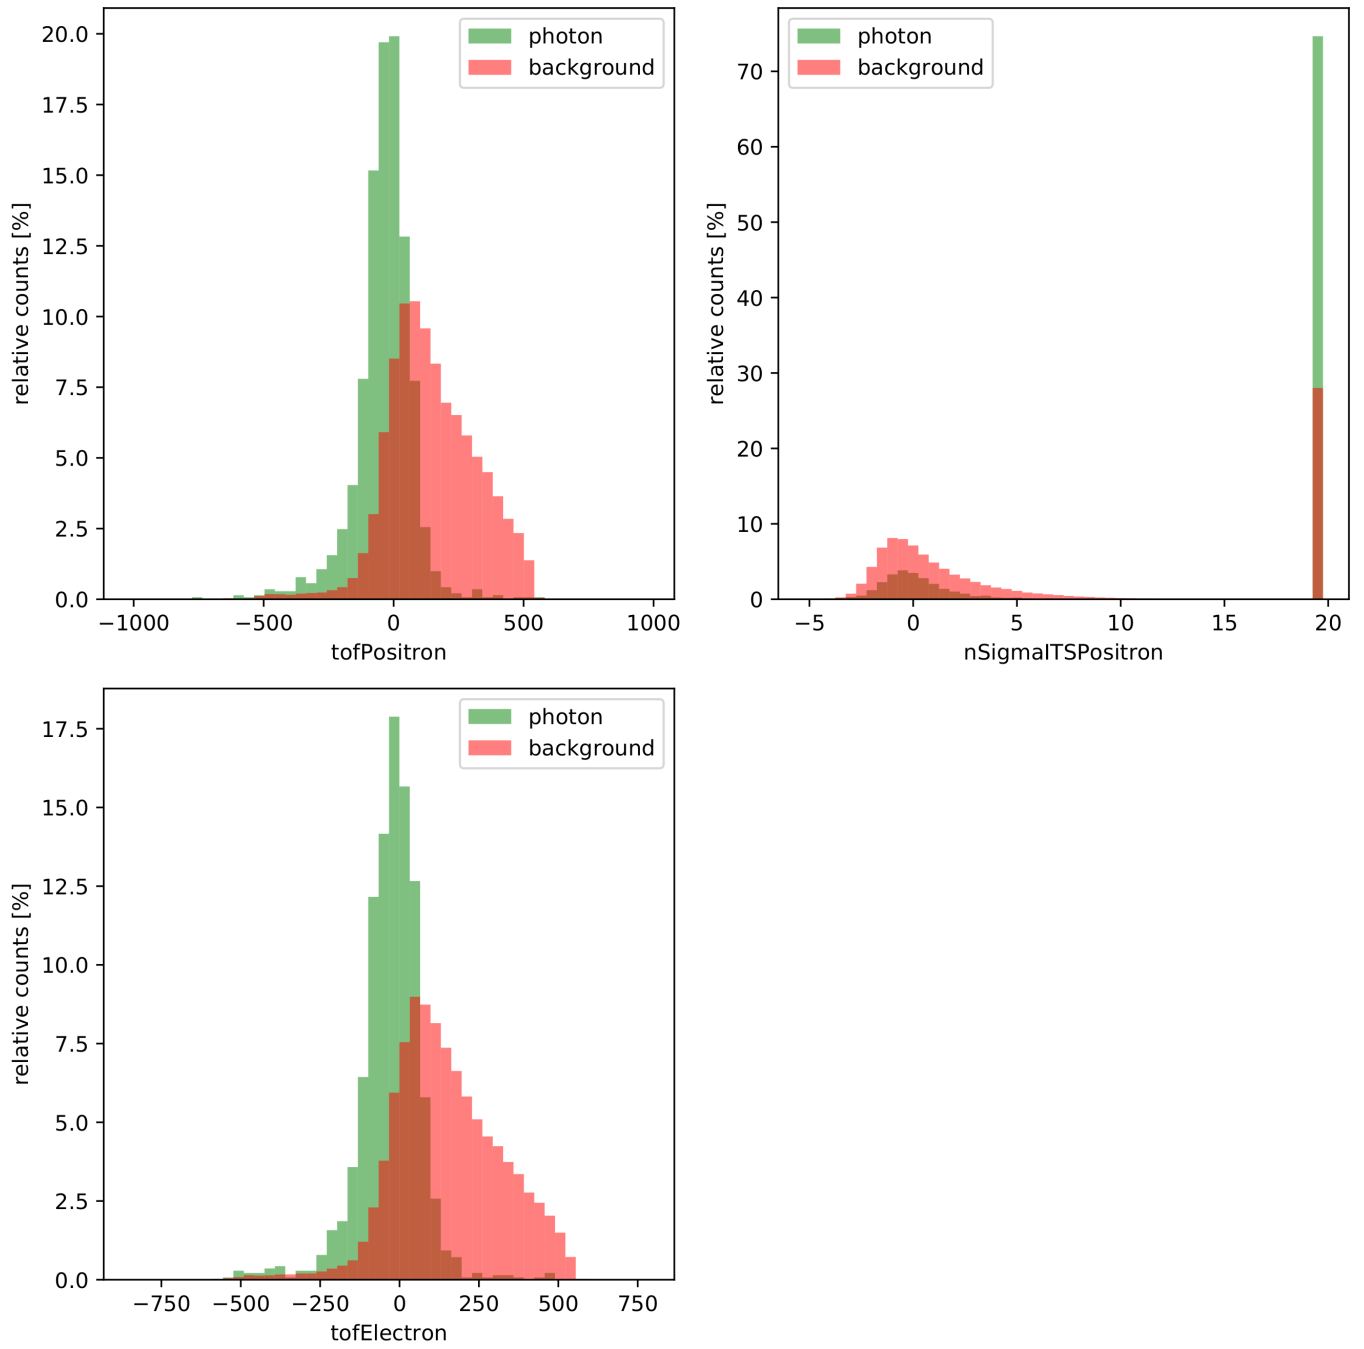 20.0
17.5
15.0
12.5
10.0
7.5
5.0
2.5
0.0
relative counts [%]
photon
background
−1000 −500 0 500 1000
tofPositron
70
60
50
40
30
20
10
0
relative counts [%]
photon
background
−5 0 5 10 15 20
nSigmaITSPositron
17.5
15.0
12.5
10.0
7.5
5.0
2.5
0.0
relative counts [%]
photon
background
−750 −500 −250 0 250 500 750
tofElectron